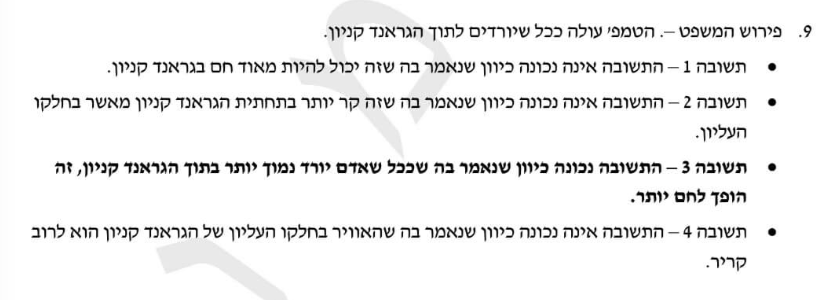 9. פירוש המשפט –. הטמפ' עולה ככל שיורדים לתוך הגראנד קניון.
• תשובה 1 – התשובה אינה נכונה כיוון שנאמר בה שזה יכול להיות מאוד חם בגראנד קניון.
• תשובה 2 – התשובה אינה נכונה כיוון שנאמר בה שזה קר יותר בתחתית הגראנד קניון מאשר בחלקו
העליון.
• תשובה 3 – התשובה נכונה כיוון שנאמר בה שככל שאדם יורד נמוך יותר בתוך הגראנד קניון, זה
הופך לחם יותר.
• תשובה 4 – התשובה אינה נכונה כיוון שנאמר בה שהאוויר בחלקו העליון של הגראנד קניון הוא לרוב
קריר.